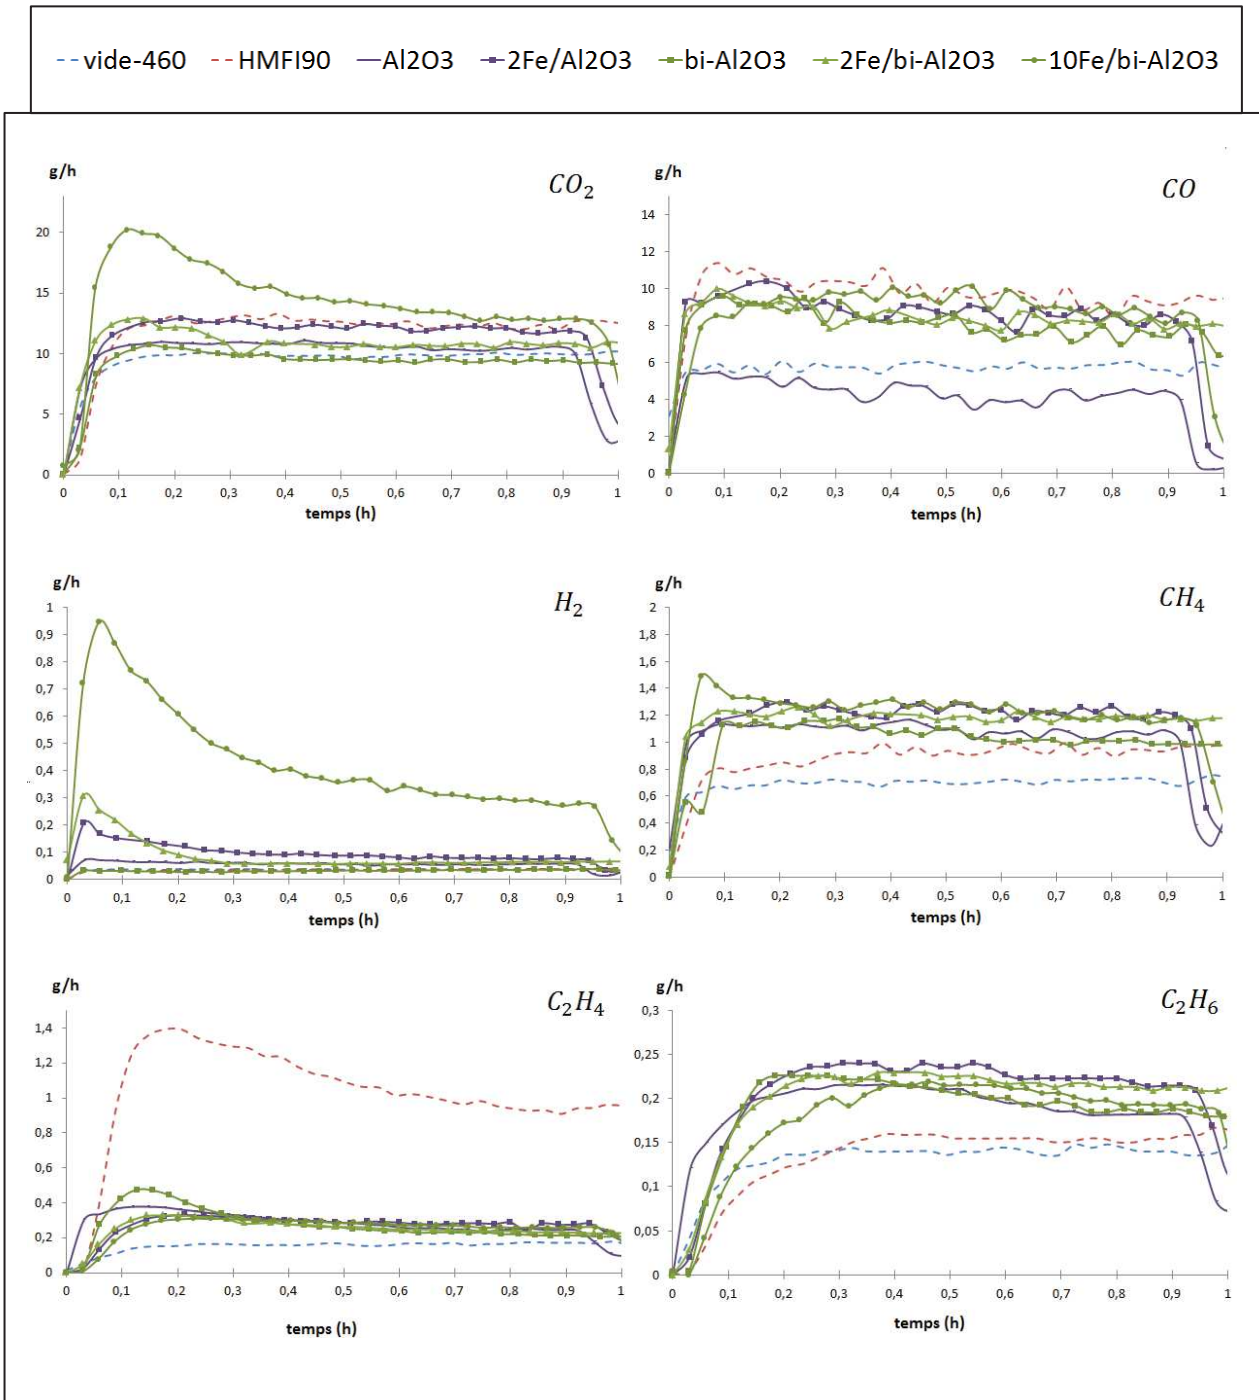 vide-460 HMFI90 Al2O3 2Fe/Al2O3 bi-Al2O3 2Fe/bi-Al2O3 10Fe/bi-Al2O3
g/h
CO₂
20
15
10
5
0
0 0,1 0,2 0,3 0,4 0,5 0,6 0,7 0,8 0,9 1
temps (h)
g/h
CO
14
12
10
8
6
4
2
0
0 0,1 0,2 0,3 0,4 0,5 0,6 0,7 0,8 0,9 1
temps (h)
g/h
H₂
1
0,9
0,8
0,7
0,6
0,5
0,4
0,3
0,2
0,1
0
0 0,1 0,2 0,3 0,4 0,5 0,6 0,7 0,8 0,9 1
temps (h)
g/h
CH₄
2
1,8
1,6
1,4
1,2
1
0,8
0,6
0,4
0,2
0
0 0,1 0,2 0,3 0,4 0,5 0,6 0,7 0,8 0,9 1
temps (h)
g/h
C₂H₄
1,4
1,2
1
0,8
0,6
0,4
0,2
0
0 0,1 0,2 0,3 0,4 0,5 0,6 0,7 0,8 0,9 1
temps (h)
g/h
C₂H₆
0,3
0,25
0,2
0,15
0,1
0,05
0
0 0,1 0,2 0,3 0,4 0,5 0,6 0,7 0,8 0,9 1
temps (h)